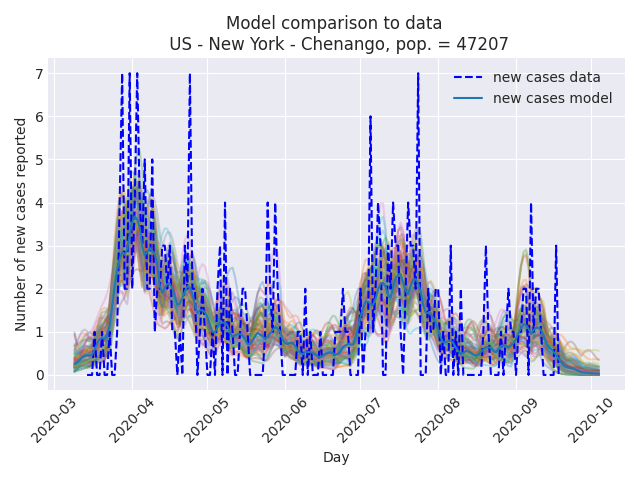 Model comparison to data
US - New York - Chenango, pop. = 47207
Number of new cases reported
7
6
5
4
3
2
1
0
new cases data
new cases model
2020-03
2020-04
2020-05
2020-06
2020-07
2020-08
2020-09
2020-10
Day